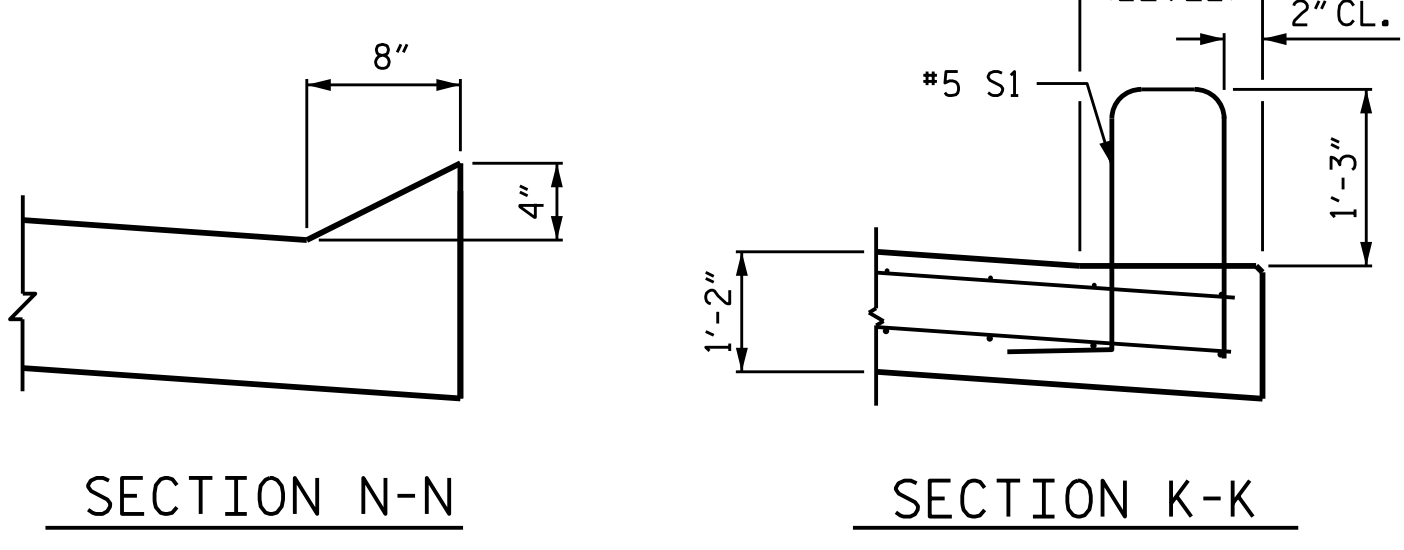 8"
4"
SECTION N-N
2" CL.
#5 S1
1'-3"
1'-2"
SECTION K-K